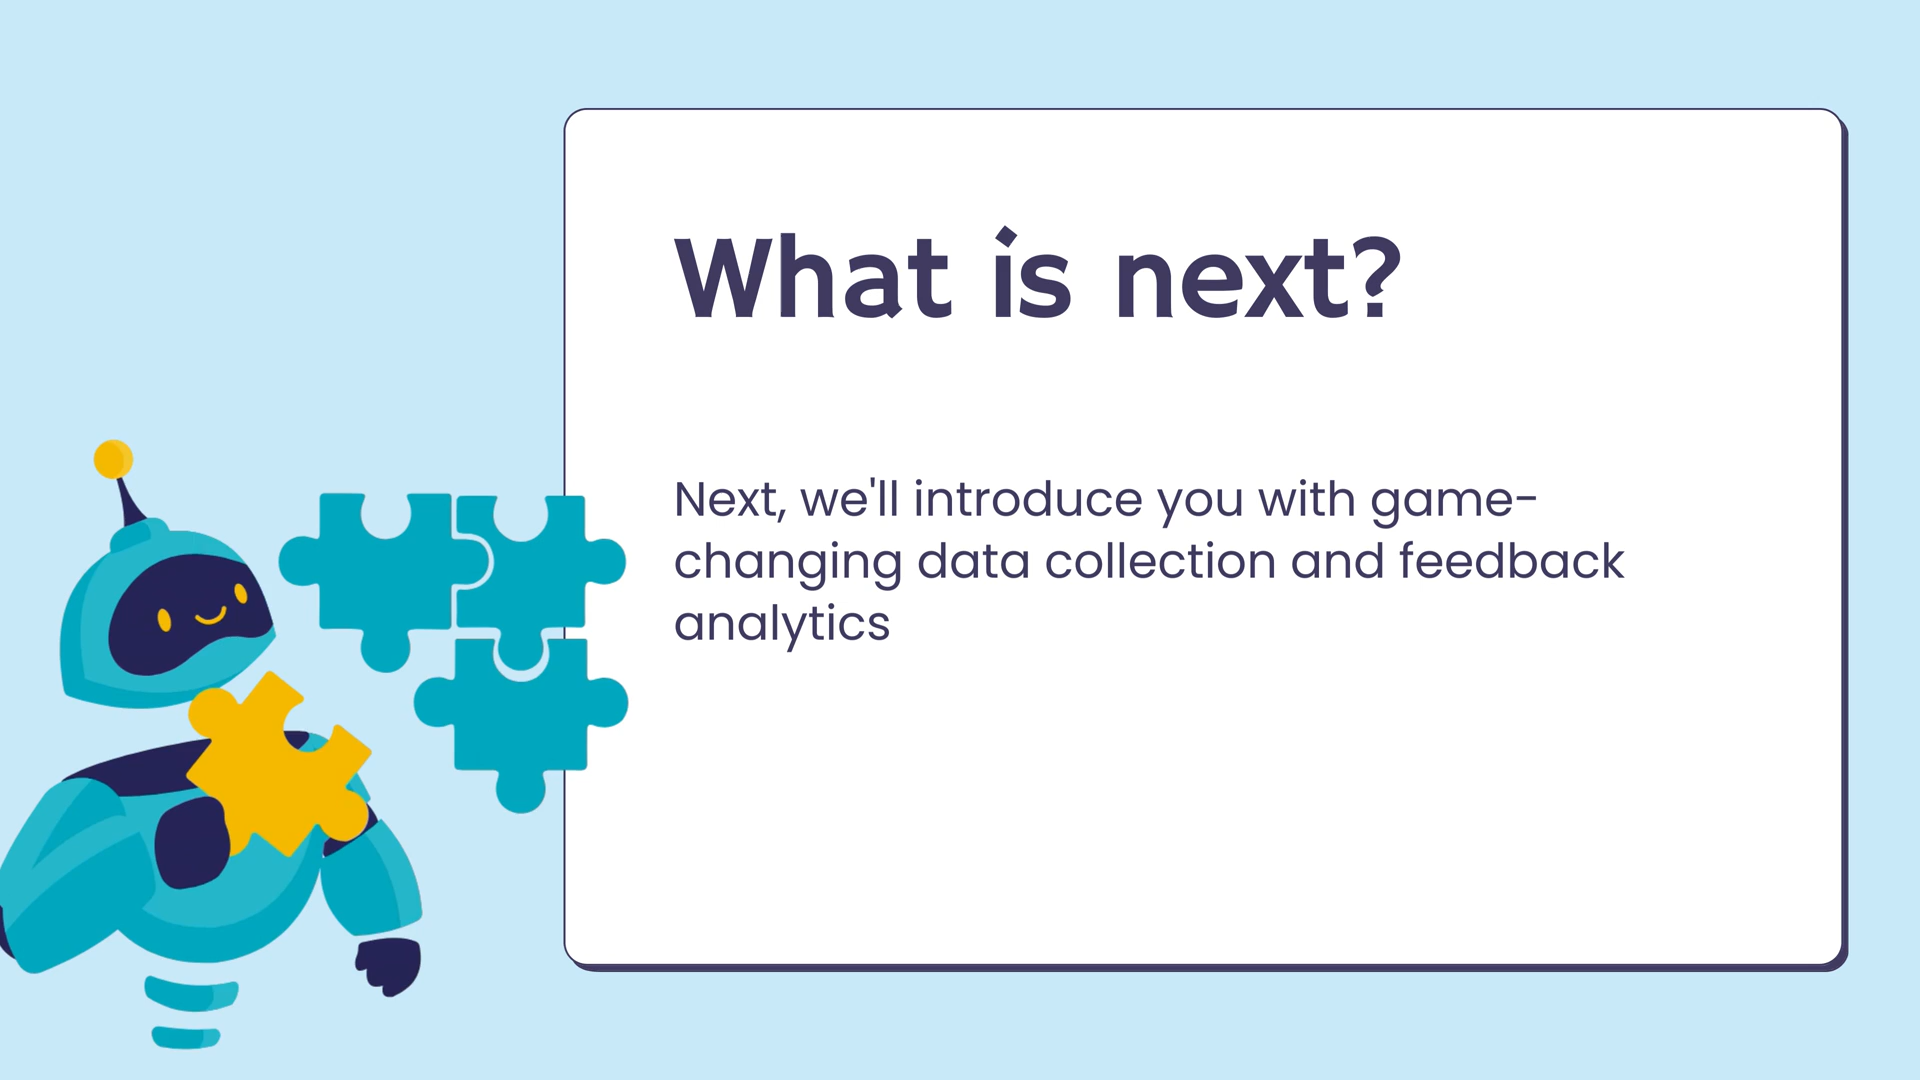 What is next?
Next, we'll introduce you with game-
changing data collection and feedback
analytics